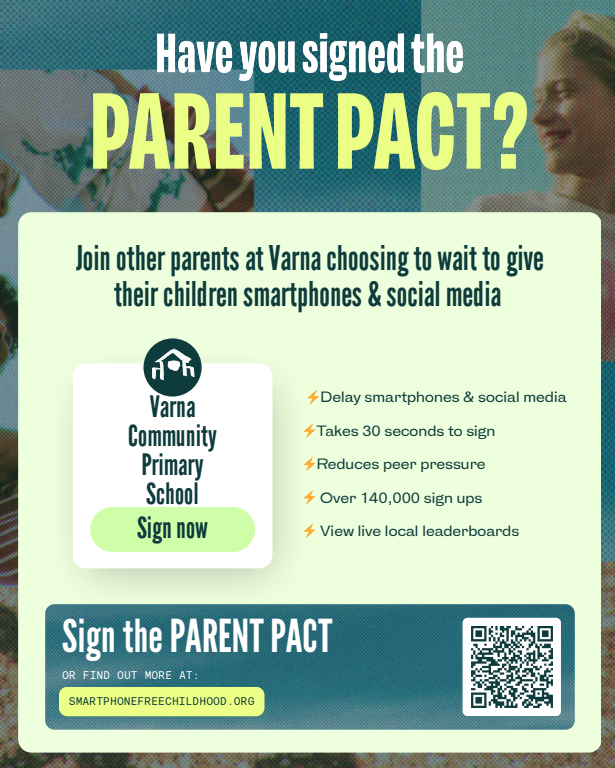 Have you signed the
PARENT PACT?
Join other parents at Varna choosing to wait to give
their children smartphones & social media
Varna
Community
Primary
School
Sign now
⚡Delay smartphones & social media
⚡Takes 30 seconds to sign
⚡Reduces peer pressure
⚡ Over 140,000 sign ups
⚡ View live local leaderboards
Sign the PARENT PACT
OR FIND OUT MORE AT:
SMARTPHONEFREECHILDHOOD.ORG